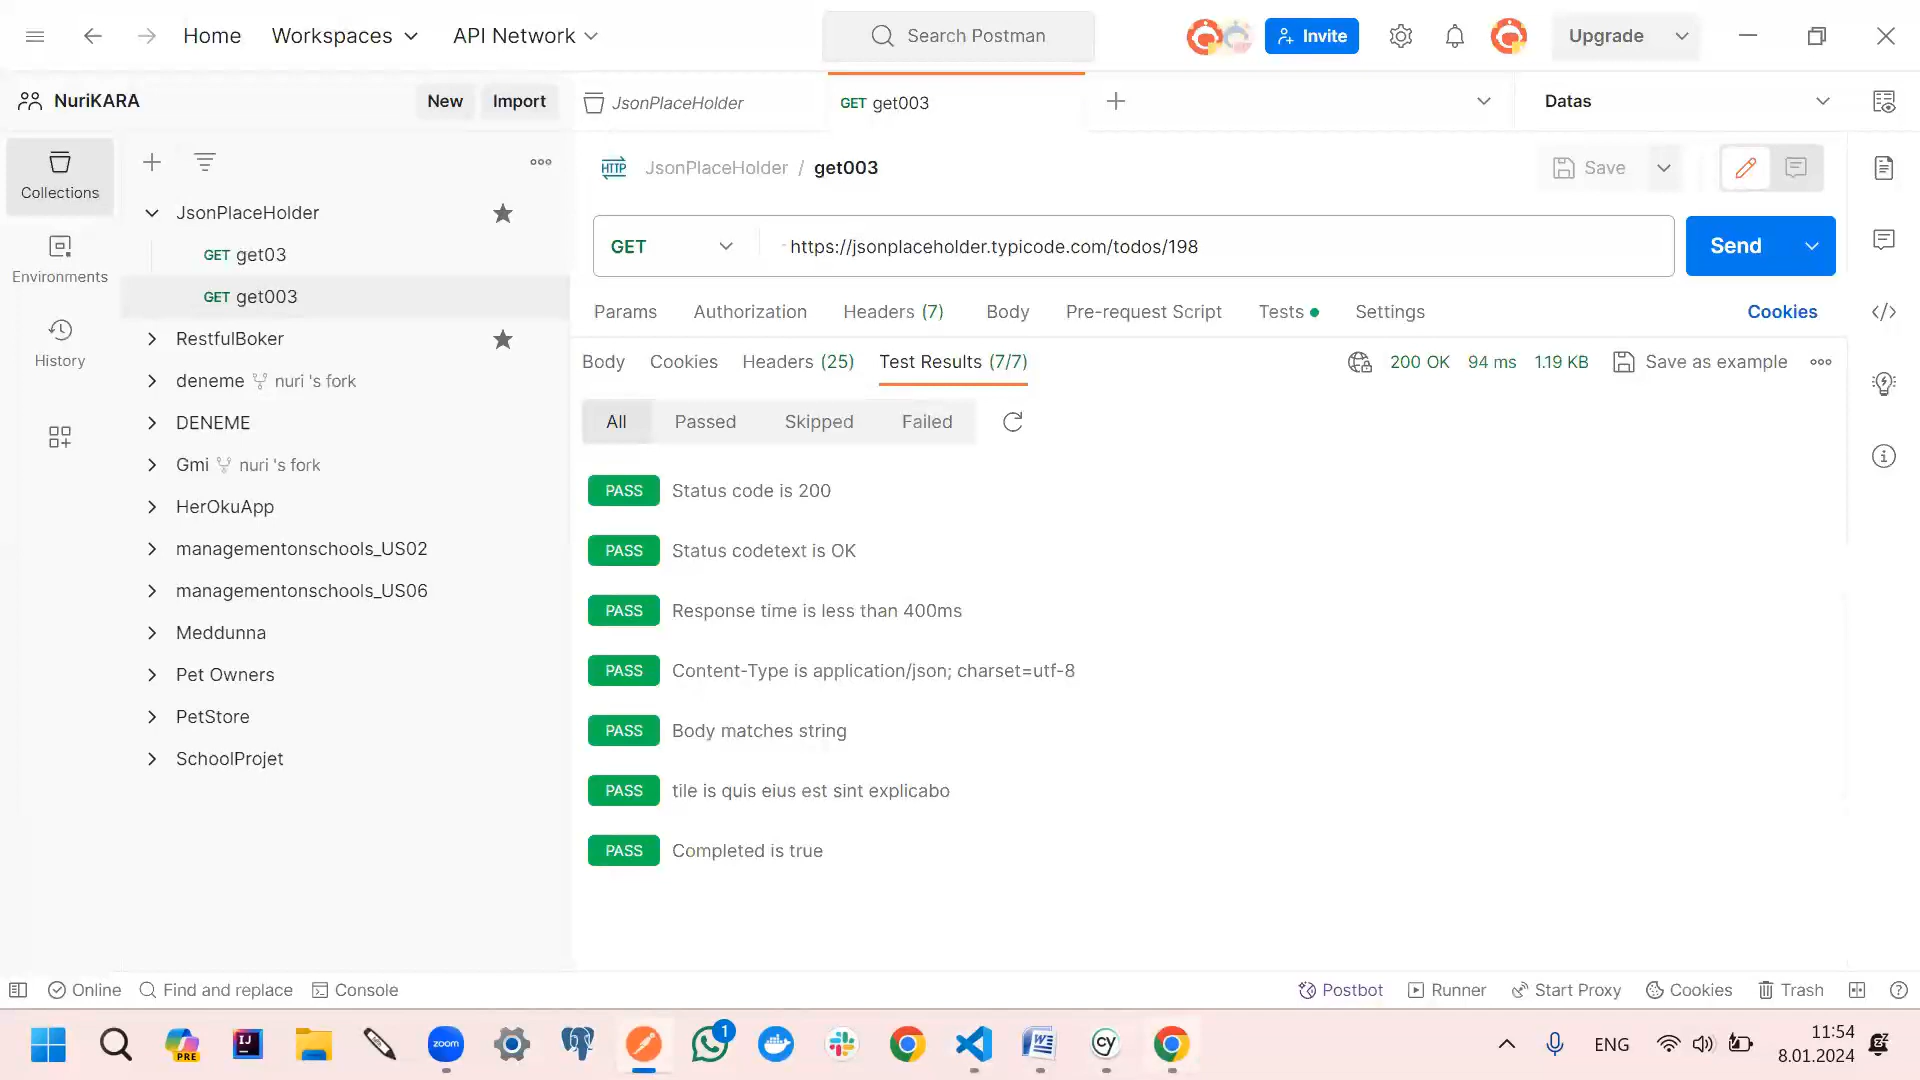 Home Workspaces API Network Search Postman Invite Upgrade
NuriKARA New Import JsonPlaceHolder GET get003 Datas
HTTP JsonPlaceHolder / get003 Save
Collections
JsonPlaceHolder
GET get03
GET get003
Environments
RestfulBoker
History
deneme nuri 's fork
DENEME
Gmi nuri 's fork
HerOkuApp
managementonschools_US02
managementonschools_US06
Meddunna
Pet Owners
PetStore
SchoolProjet
GET https://jsonplaceholder.typicode.com/todos/198 Send
Params Authorization Headers (7) Body Pre-request Script Tests Settings Cookies
Body Cookies Headers (25) Test Results (7/7) 200 OK 94 ms 1.19 KB Save as example
All Passed Skipped Failed
PASS Status code is 200
PASS Status codetext is OK
PASS Response time is less than 400ms
PASS Content-Type is application/json; charset=utf-8
PASS Body matches string
PASS tile is quis eius est sint explicabo
PASS Completed is true
Online Find and replace Console Postbot Runner Start Proxy Cookies Trash
PRE IJ zoom 1 W cy ENG 11:54
8.01.2024